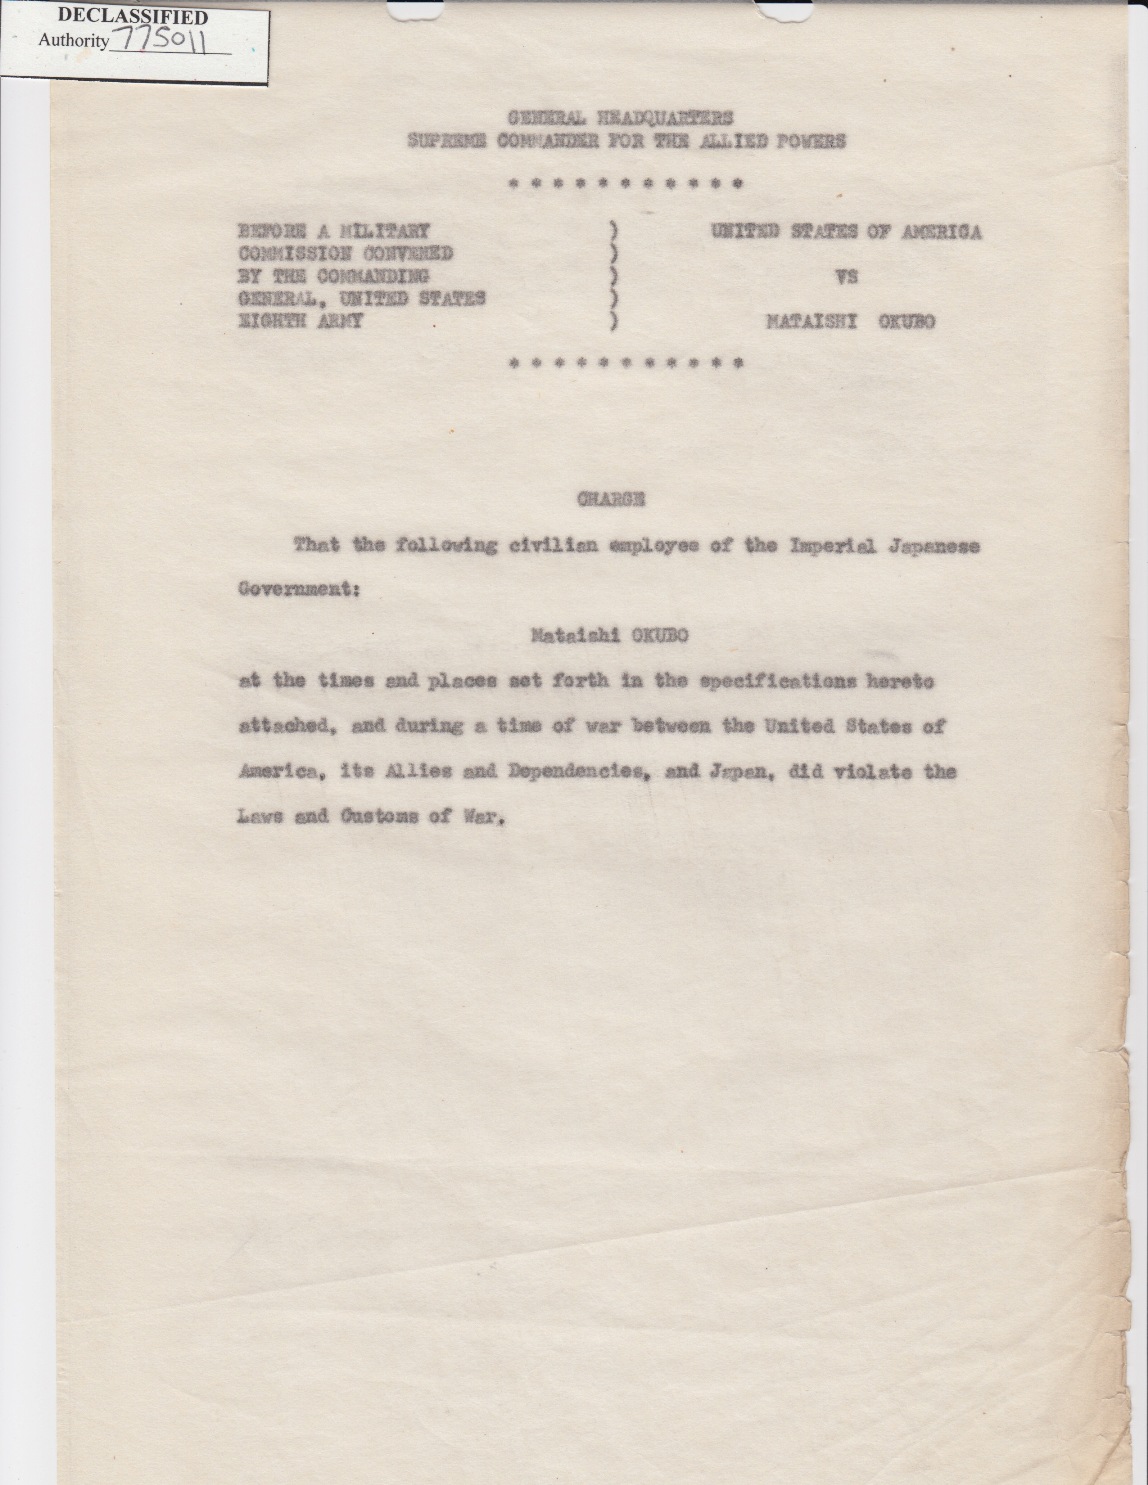 DECLASSIFIED
Authority 775011
GENERAL HEADQUARTERS
SUPREME COMMANDER FOR THE ALLIED POWERS
* * * * * * * * * * *
BEFORE A MILITARY ) UNITED STATES OF AMERICA
COMMISSION CONVENED )
BY THE COMMANDING ) VS
GENERAL, UNITED STATES )
EIGHTH ARMY ) MATAISHI OKUBO
* * * * * * * * * * *
CHARGE
That the following civilian employee of the Imperial Japanese
Government:
Mataishi OKUBO
at the times and places set forth in the specifications hereto
attached, and during a time of war between the United States of
America, its Allies and Dependencies, and Japan, did violate the
Laws and Customs of War.